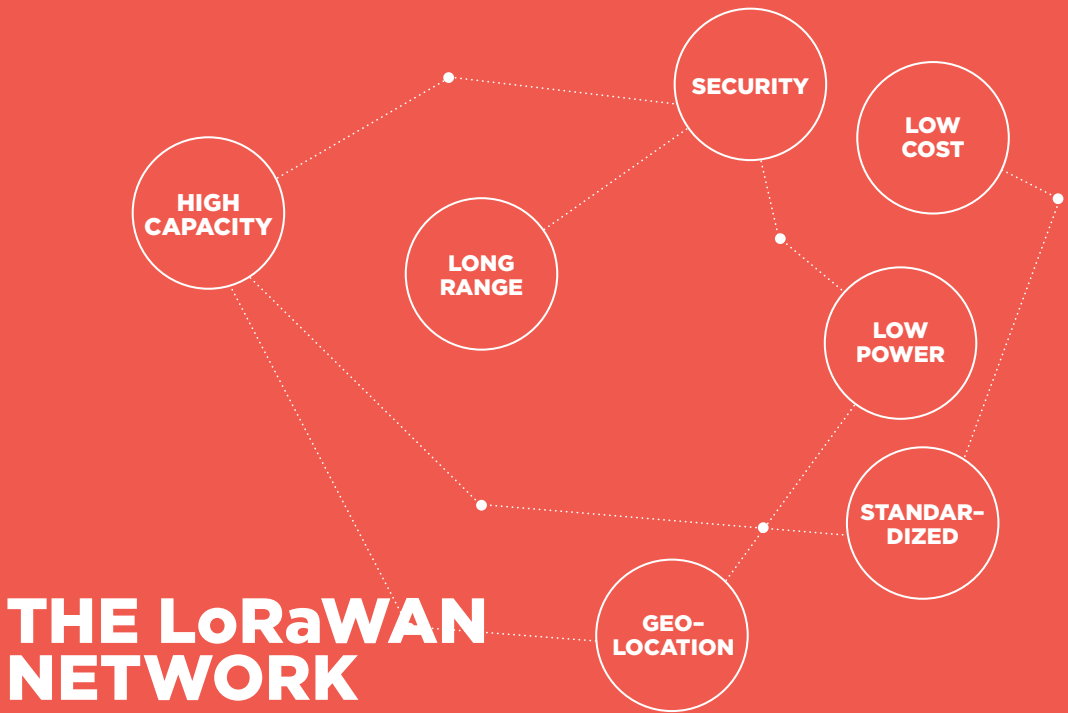 SECURITY
LOW
COST
HIGH
CAPACITY
LONG
RANGE
LOW
POWER
STANDAR-
DIZED
GEO-
LOCATION
THE LoRaWAN
NETWORK